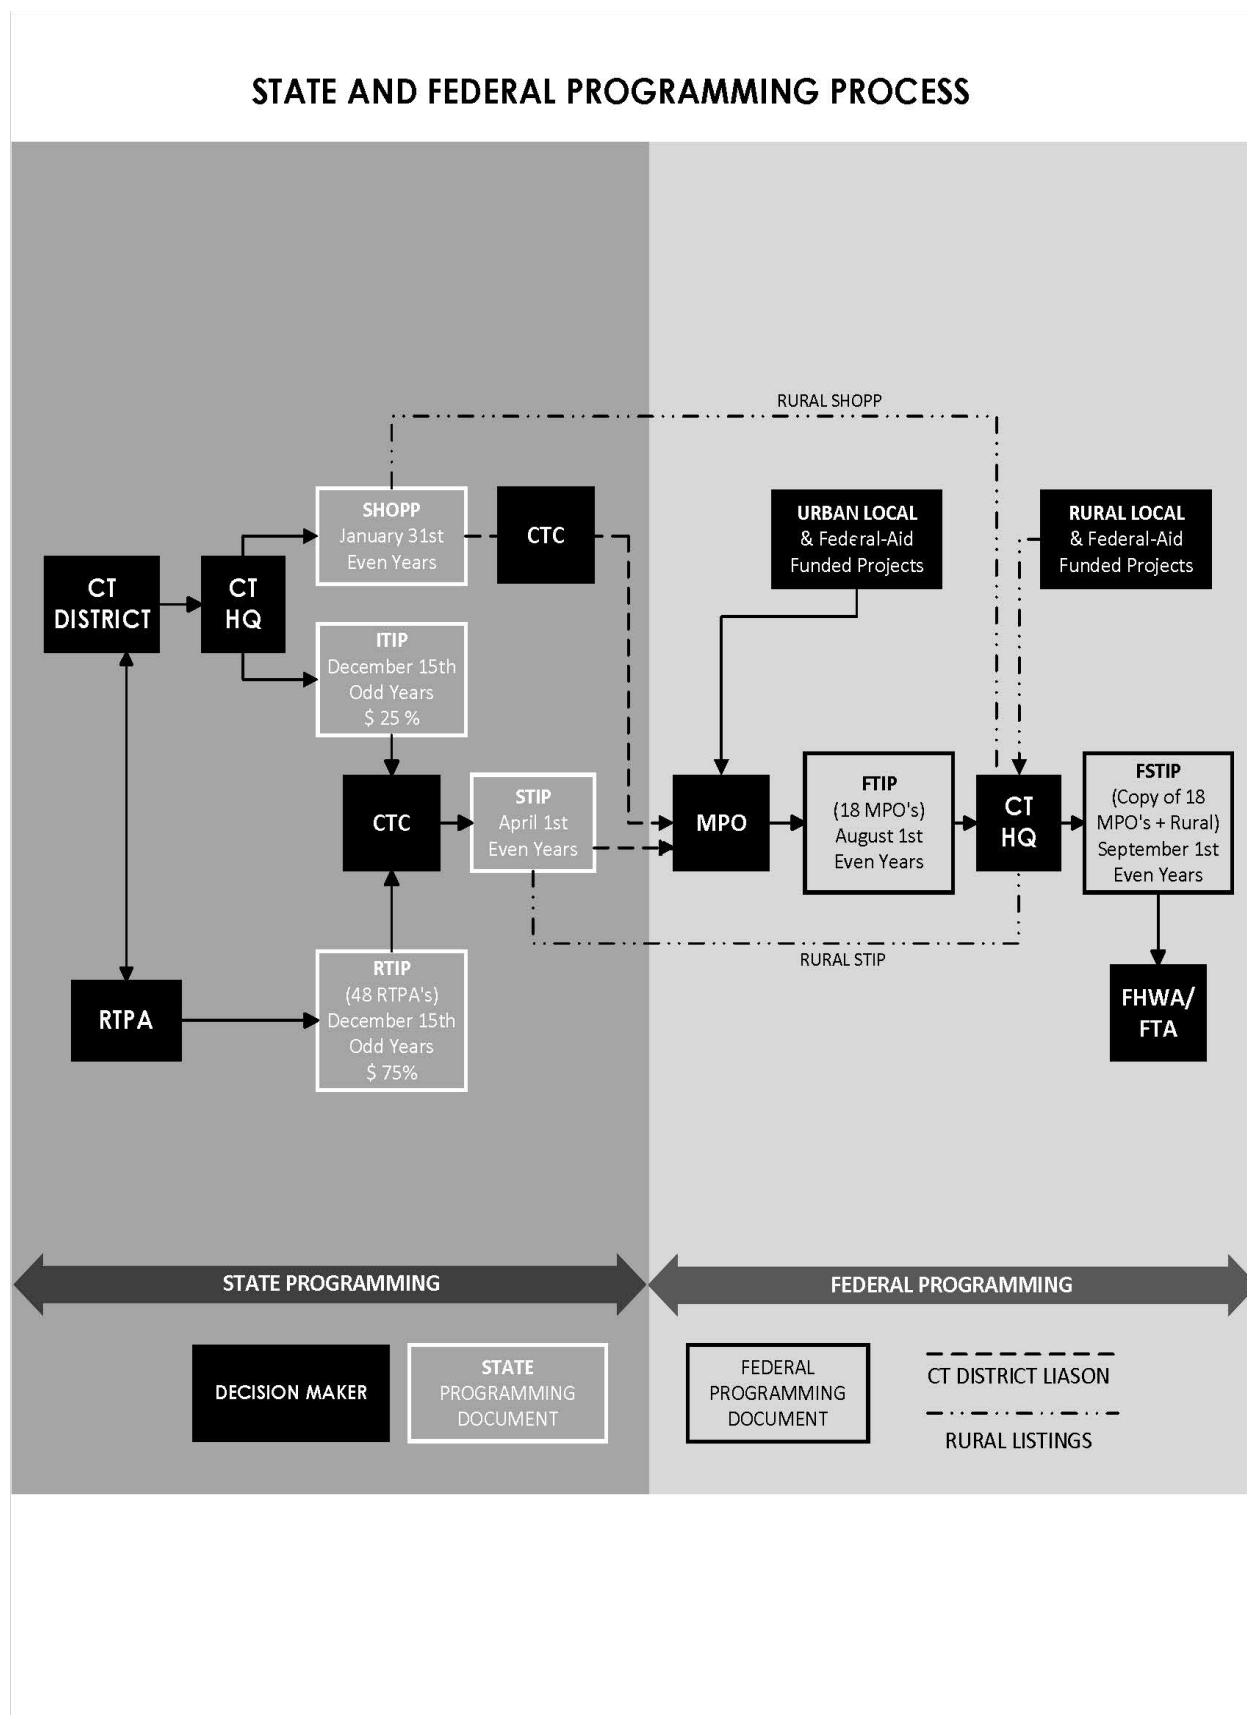 STATE AND FEDERAL PROGRAMMING PROCESS
RURAL SHOPP
SHOPP
January 31st
Even Years
CTC
URBAN LOCAL
& Federal-Aid
Funded Projects
RURAL LOCAL
& Federal-Aid
Funded Projects
CT
DISTRICT
CT
HQ
ITIP
December 15th
Odd Years
$ 25 %
CTC
STIP
April 1st
Even Years
MPO
FTIP
(18 MPO's)
August 1st
Even Years
CT
HQ
FSTIP
(Copy of 18
MPO's + Rural)
September 1st
Even Years
RURAL STIP
RTPA
RTIP
(48 RTPA's)
December 15th
Odd Years
$ 75%
FHWA/
FTA
STATE PROGRAMMING
FEDERAL PROGRAMMING
DECISION MAKER
STATE
PROGRAMMING
DOCUMENT
FEDERAL
PROGRAMMING
DOCUMENT
CT DISTRICT LIASON
RURAL LISTINGS